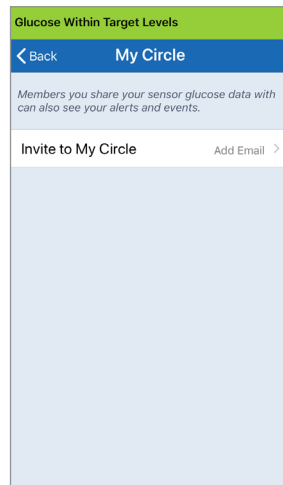 Glucose Within Target Levels
Back My Circle
Members you share your sensor glucose data with
can also see your alerts and events.
Invite to My Circle Add Email